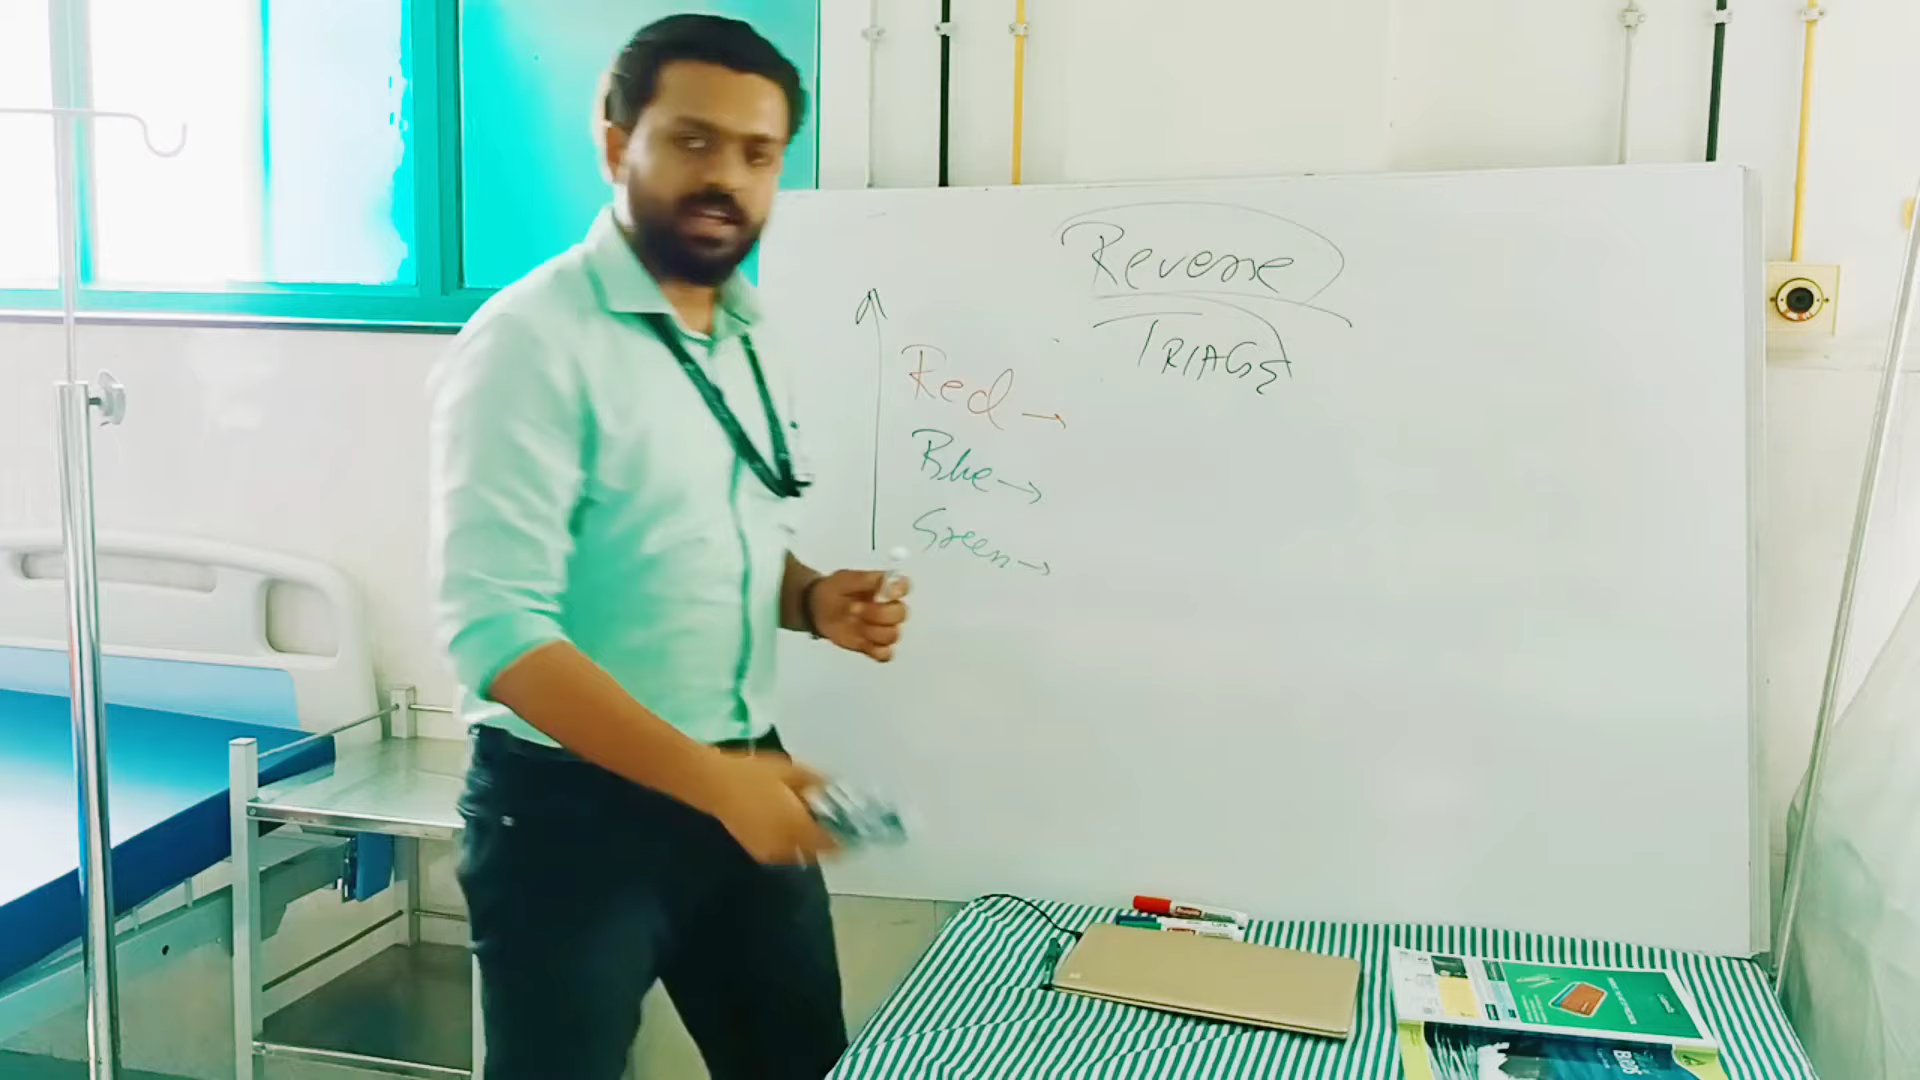 Reverse
TRIAGE
Red →
Blue →
Green →